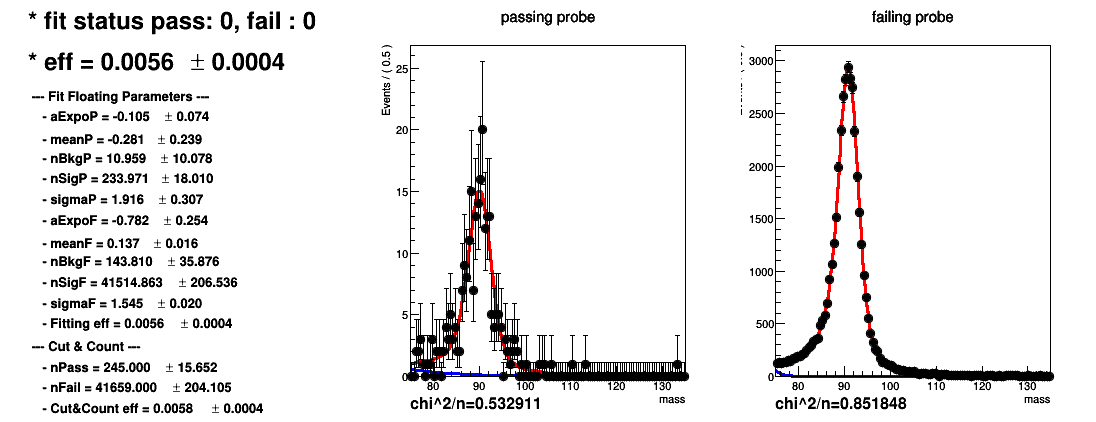 * fit status pass: 0, fail : 0
* eff = 0.0056 ± 0.0004
--- Fit Floating Parameters ---
- aExpoP = -0.105 ± 0.074
- meanP = -0.281 ± 0.239
- nBkgP = 10.959 ± 10.078
- nSigP = 233.971 ± 18.010
- sigmaP = 1.916 ± 0.307
- aExpoF = -0.782 ± 0.254
- meanF = 0.137 ± 0.016
- nBkgF = 143.810 ± 35.876
- nSigF = 41514.863 ± 206.536
- sigmaF = 1.545 ± 0.020
- Fitting eff = 0.0056 ± 0.0004
--- Cut & Count ---
- nPass = 245.000 ± 15.652
- nFail = 41659.000 ± 204.105
- Cut&Count eff = 0.0058 ± 0.0004
passing probe
Events / ( 0.5 )
25
20
15
10
5
0
80 90 100 110 120 130
mass
chi^2/n=0.532911
failing probe
3000
2500
2000
1500
1000
500
0
80 90 100 110 120 130
mass
chi^2/n=0.851848